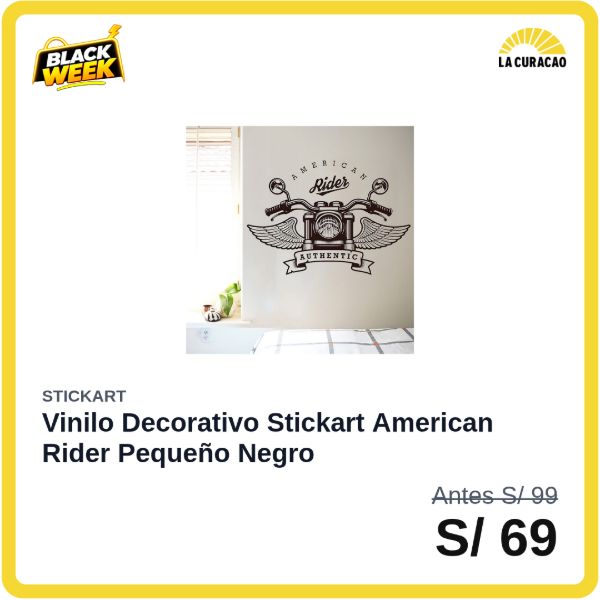 BLACK
WEEK
LA CURACAO
AMERICAN
Rider
AUTHENTIC
STICKART
Vinilo Decorativo Stickart American
Rider Pequeño Negro
Antes S/ 99
S/ 69